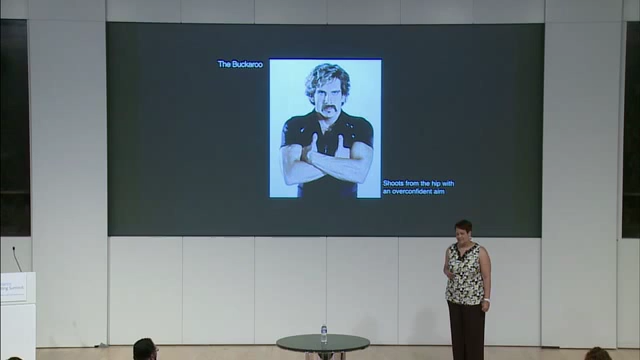 The Buckaroo
Shoots from the hip with
an overconfident aim